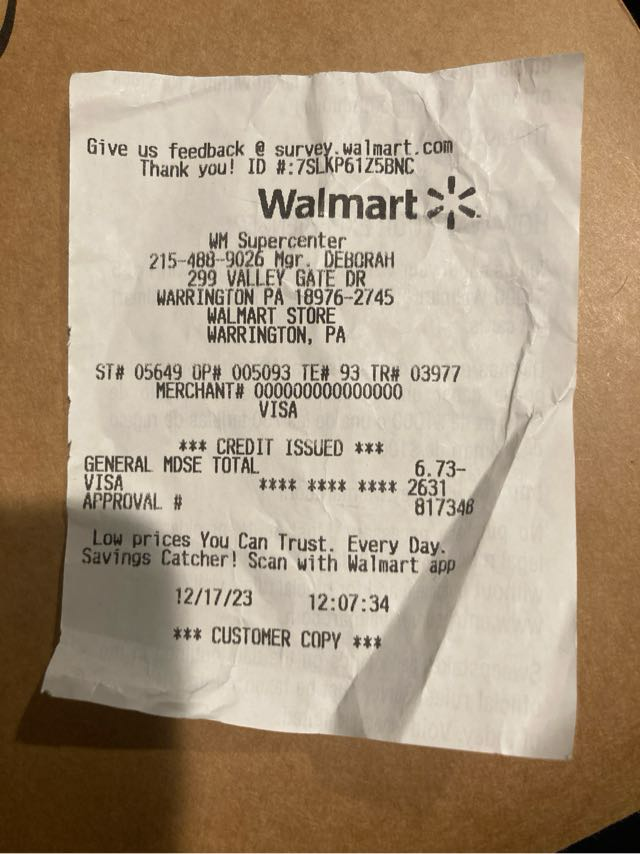 Give us feedback @ survey.walmart.com
Thank you! ID #:7SLKP61Z5BNC
Walmart
WM Supercenter
215-488-9026 Mgr. DEBORAH
299 VALLEY GATE DR
WARRINGTON PA 18976-2745
WALMART STORE
WARRINGTON, PA
ST# 05649 OP# 005093 TE# 93 TR# 03977
MERCHANT# 000000000000000
VISA
*** CREDIT ISSUED ***
GENERAL MDSE TOTAL 6.73-
VISA **** **** **** 2631
APPROVAL # 817348
Low prices You Can Trust. Every Day.
Savings Catcher! Scan with Walmart app
12/17/23 12:07:34
*** CUSTOMER COPY ***